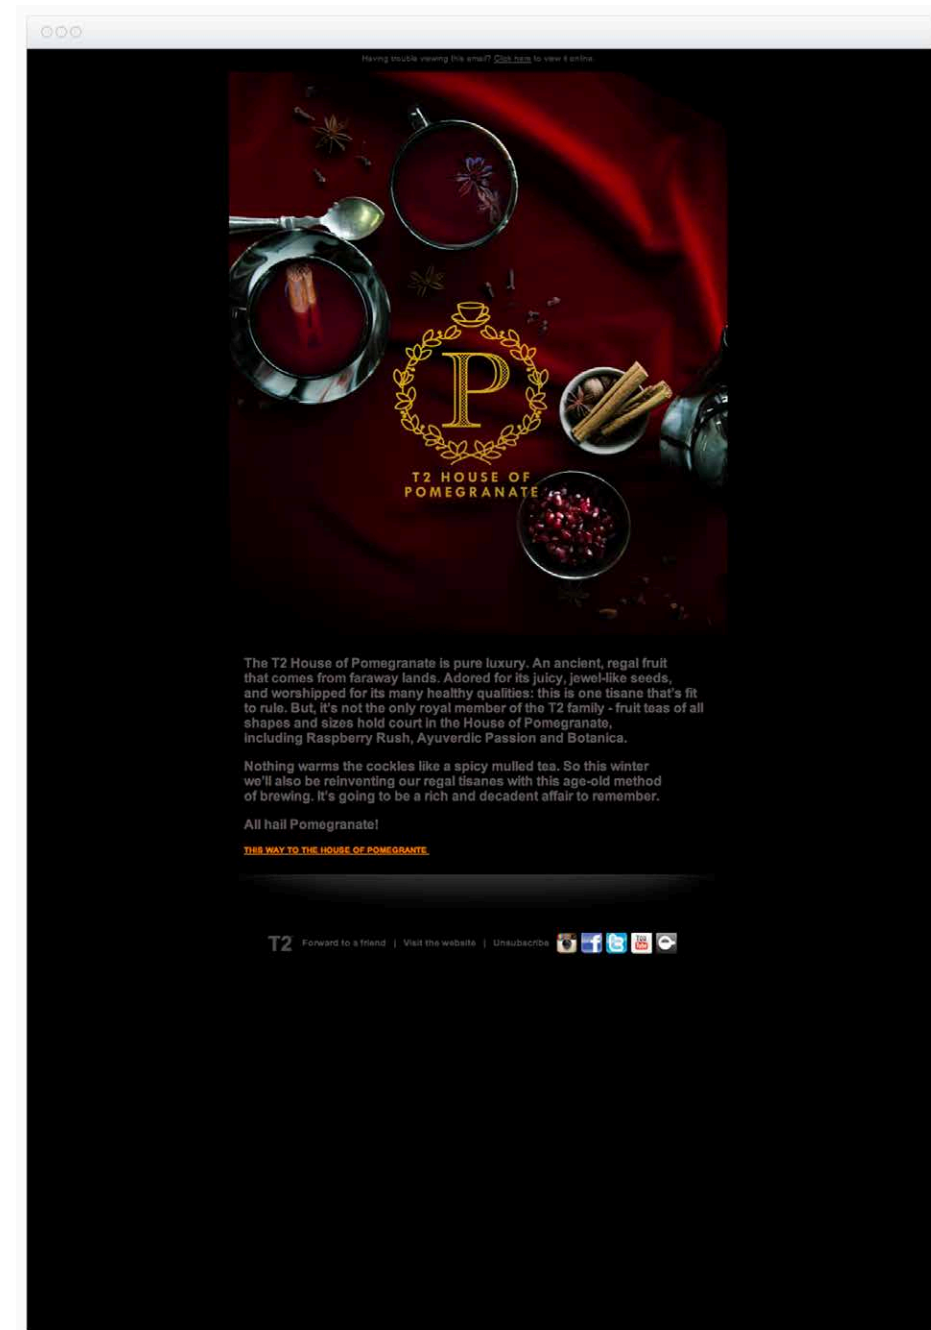 Having trouble viewing this email? Click here to view it online.
P
T2 HOUSE OF
POMEGRANATE
The T2 House of Pomegranate is pure luxury. An ancient, regal fruit
that comes from faraway lands. Adored for its juicy, jewel-like seeds,
and worshipped for its many healthy qualities: this is one tisane that's fit
to rule. But, it's not the only royal member of the T2 family - fruit teas of all
shapes and sizes hold court in the House of Pomegranate,
including Raspberry Rush, Ayuverdic Passion and Botanica.
Nothing warms the cockles like a spicy mulled tea. So this winter
we'll also be reinventing our regal tisanes with this age-old method
of brewing. It's going to be a rich and decadent affair to remember.
All hail Pomegranate!
THIS WAY TO THE HOUSE OF POMEGRANTE
T2 Forward to a friend | Visit the website | Unsubscribe You Tube